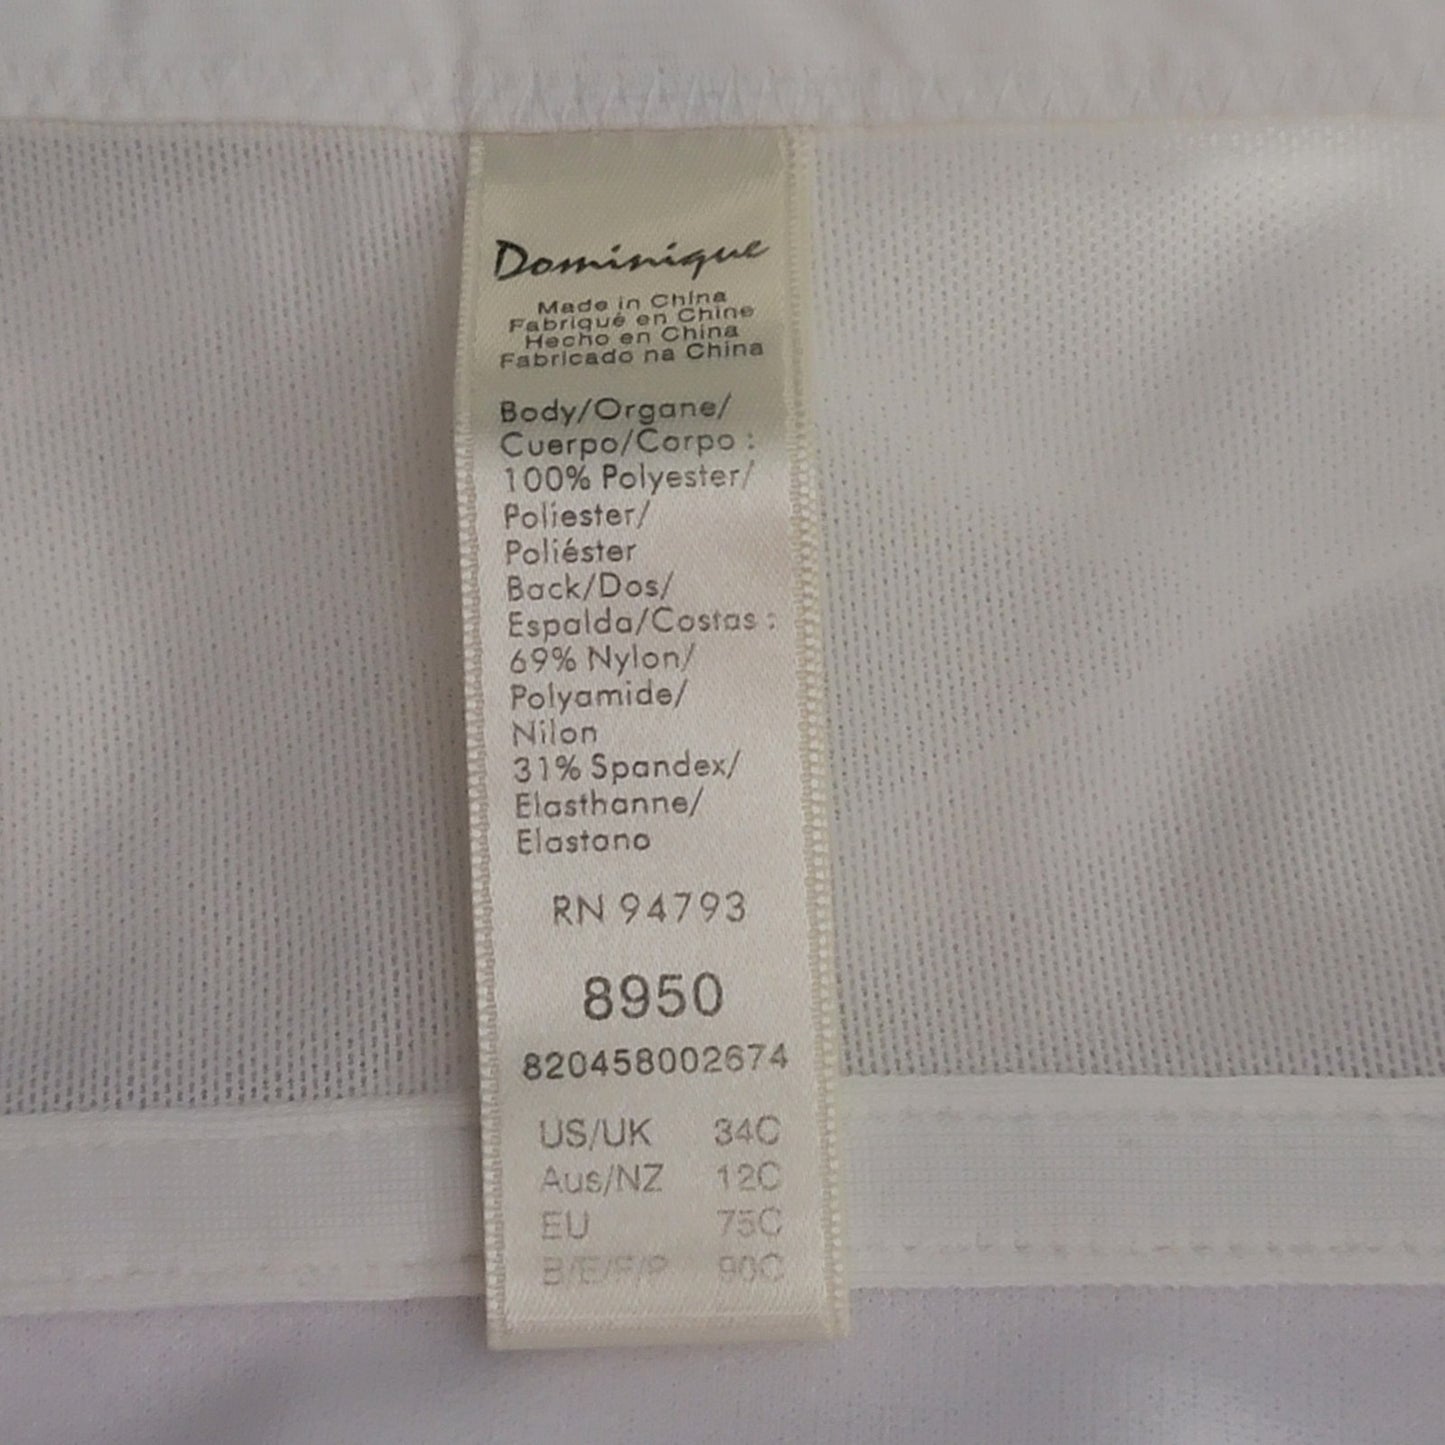 Dominique
Made in China
Fabriqué en Chine
Hecho en China
Fabricado na China
Body/Organe/
Cuerpo/Corpo :
100% Polyester/
Poliester/
Poliéster
Back/Dos/
Espalda/Costas :
69% Nylon/
Polyamide/
Nilon
31% Spandex/
Elasthanne/
Elastano
RN 94793
8950
820458002674
US/UK 34C
Aus/NZ 12C
EU 75C
B/E/F/P 90C